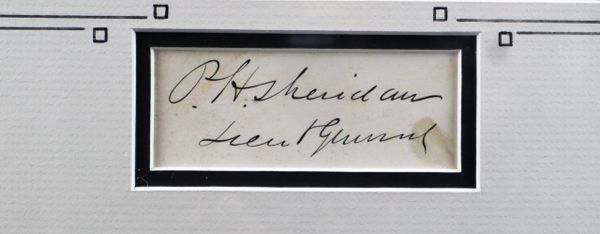 P. H. Sheridan
Lieut General